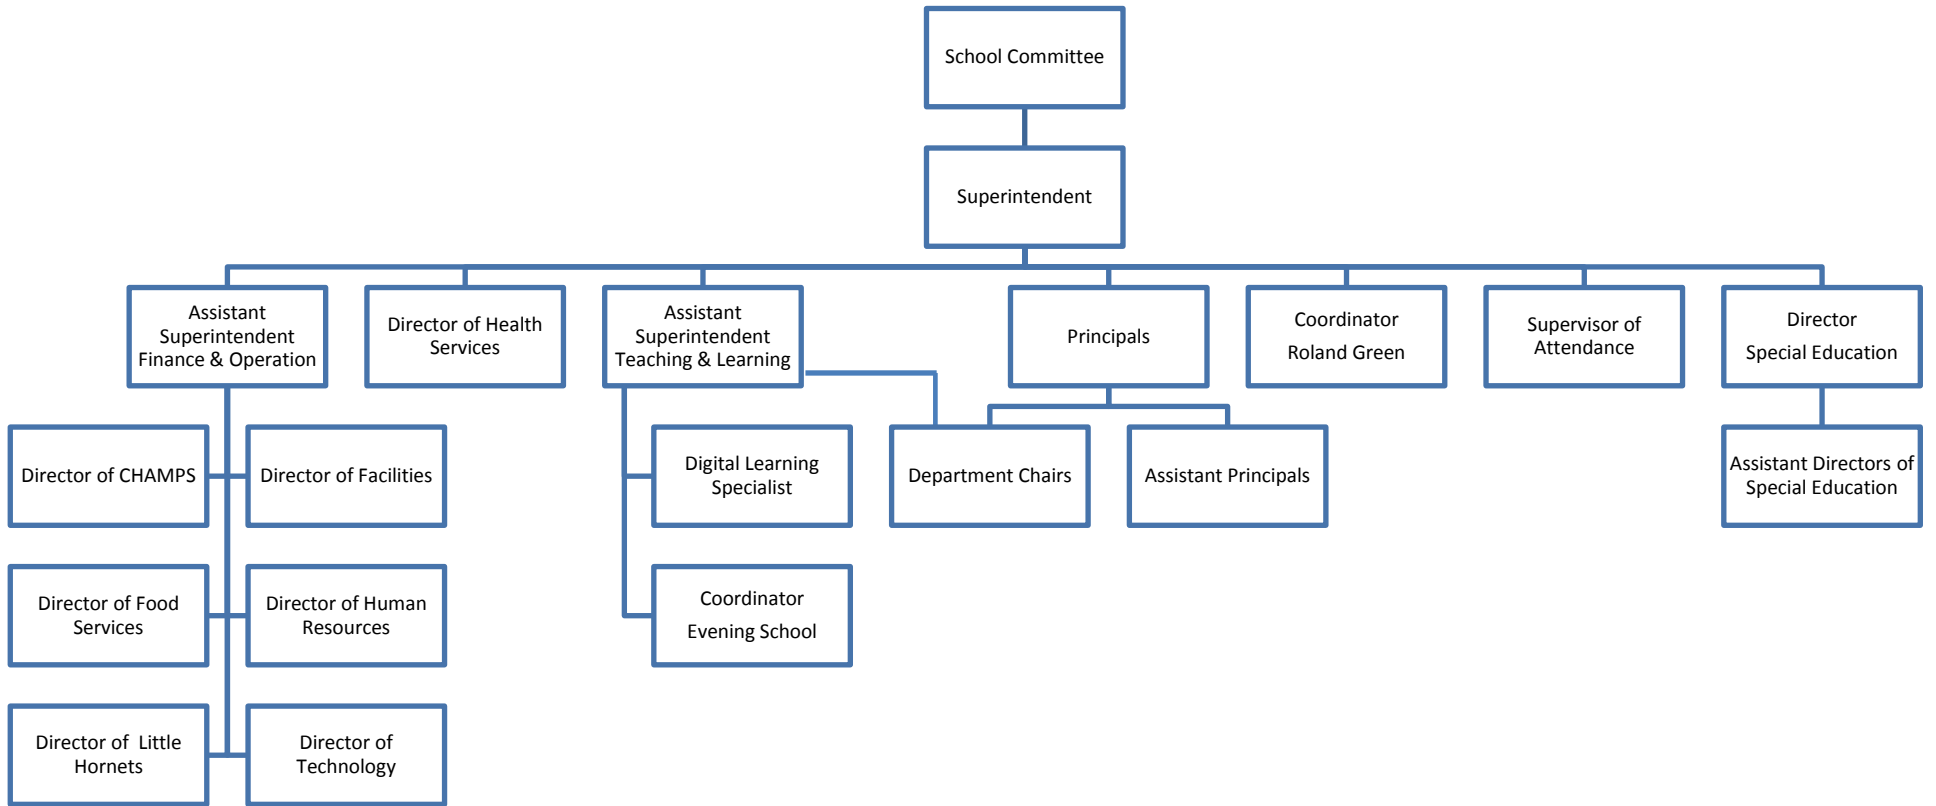 School Committee
Superintendent
Assistant
Superintendent
Finance & Operation
Director of Health
Services
Assistant
Superintendent
Teaching & Learning
Principals
Coordinator
Roland Green
Supervisor of
Attendance
Director
Special Education
Director of CHAMPS
Director of Facilities
Digital Learning
Specialist
Department Chairs
Assistant Principals
Assistant Directors of
Special Education
Director of Food
Services
Director of Human
Resources
Coordinator
Evening School
Director of  Little
Hornets
Director of
Technology